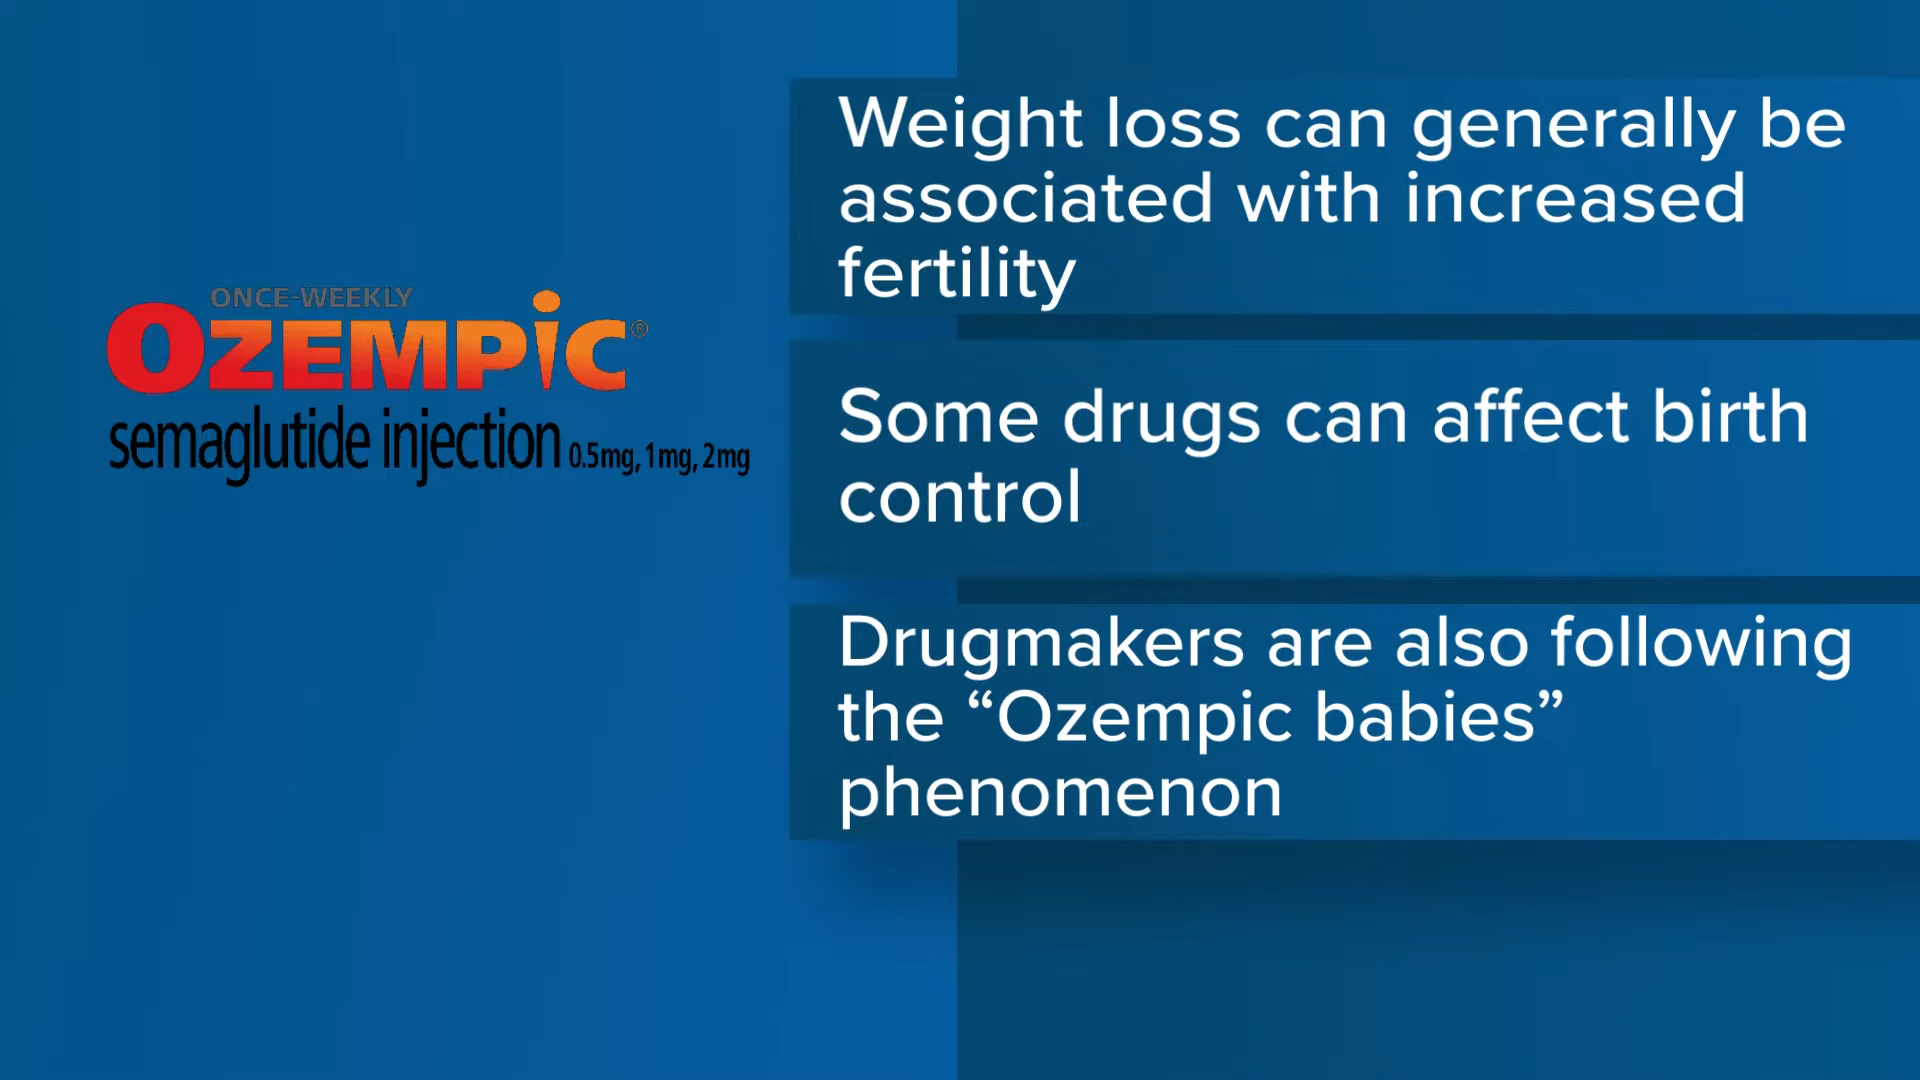 ONCE-WEEKLY
OZEMPIC®
semaglutide injection 0.5mg, 1mg, 2mg
Weight loss can generally be
associated with increased
fertility
Some drugs can affect birth
control
Drugmakers are also following
the “Ozempic babies”
phenomenon